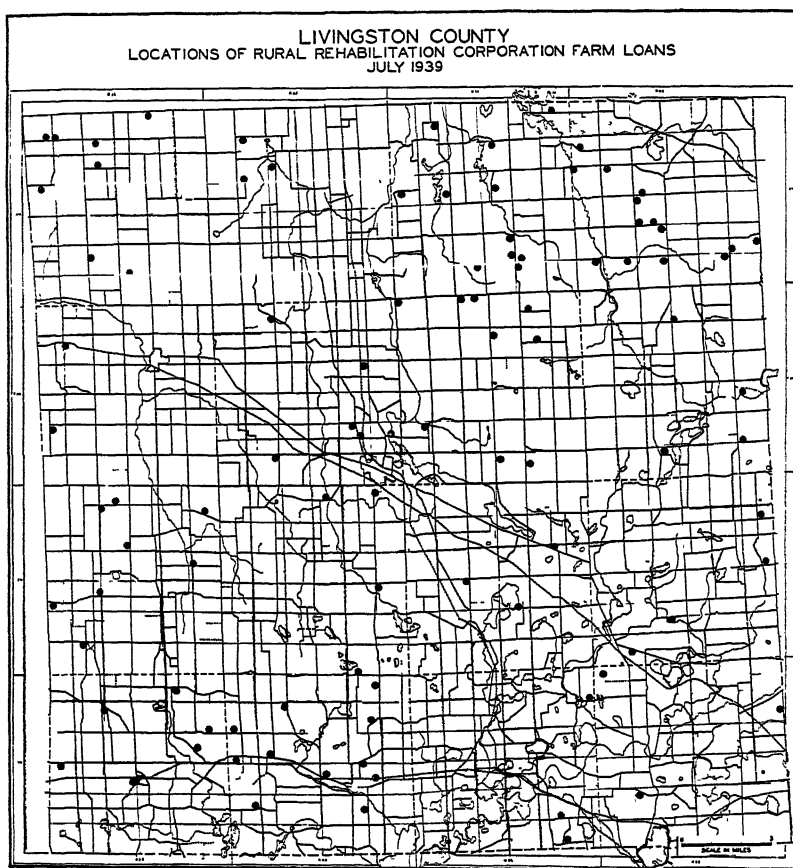 LIVINGSTON COUNTY
LOCATIONS OF RURAL REHABILITATION CORPORATION FARM LOANS
JULY 1939
SCALE IN MILES